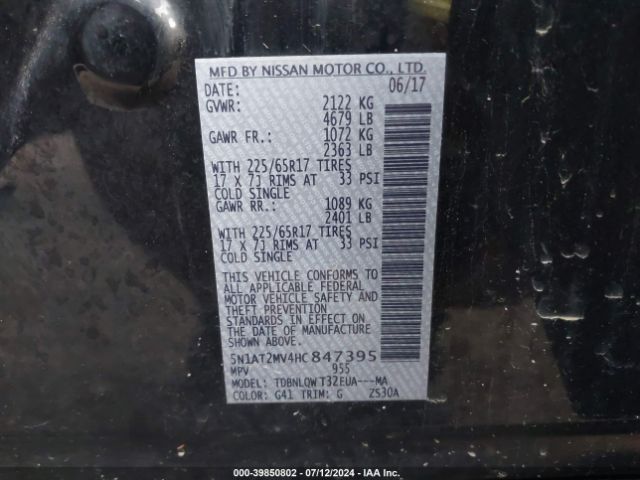 MFD BY NISSAN MOTOR CO., LTD.
DATE: 06/17
GVWR: 2122 KG
4679 LB
GAWR FR.: 1072 KG
2363 LB
WITH 225/65R17 TIRES
17 X 7J RIMS AT 33 PSI
COLD SINGLE
GAWR RR.: 1089 KG
2401 LB
WITH 225/65R17 TIRES
17 X 7J RIMS AT 33 PSI
COLD SINGLE
THIS VEHICLE CONFORMS TO
ALL APPLICABLE FEDERAL
MOTOR VEHICLE SAFETY AND
THEFT PREVENTION
STANDARDS IN EFFECT ON
THE DATE OF MANUFACTURE
SHOWN ABOVE.
5N1AT2MV4HC847395
MPV 955
MODEL: TDBNLQW T32EUA---MA
COLOR: G41 TRIM: G ZS30A
000-39850802 - 07/12/2024 - IAA Inc.